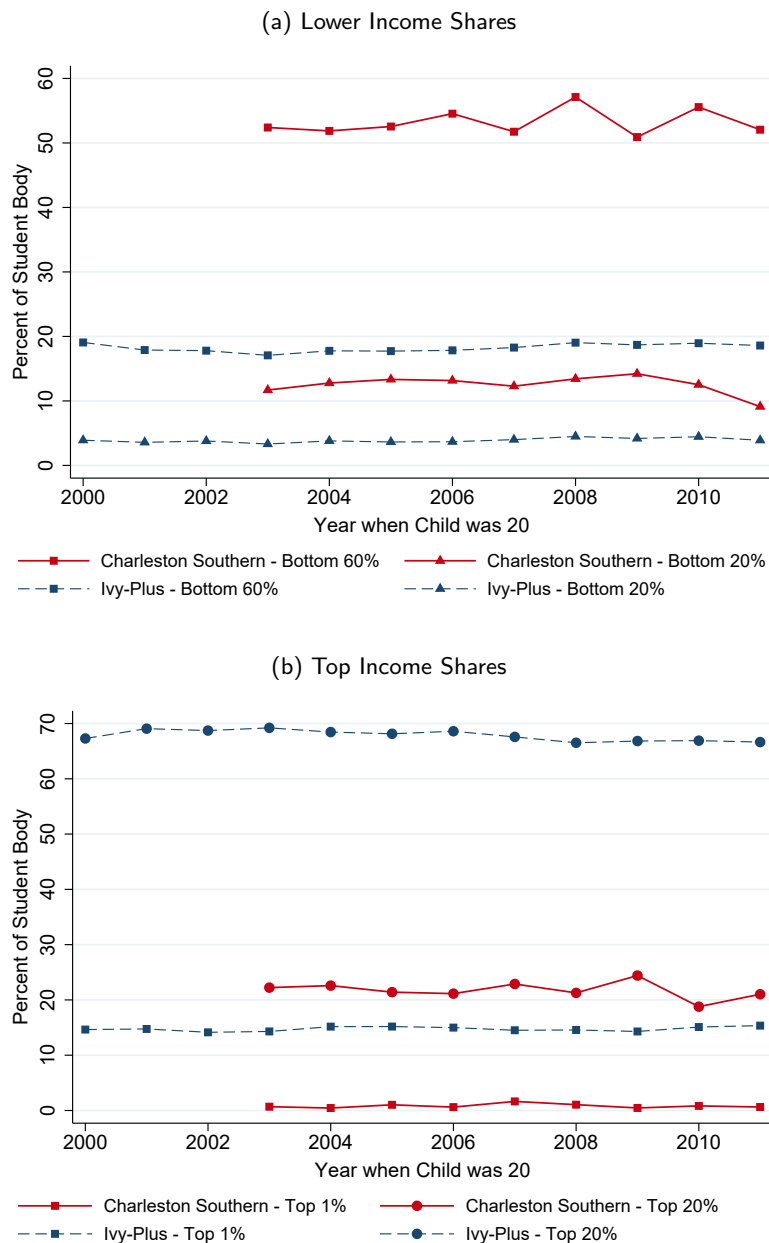 (a) Lower Income Shares
60
50
40
30
20
10
0
Percent of Student Body
2000 2002 2004 2006 2008 2010
Year when Child was 20
Charleston Southern - Bottom 60% Charleston Southern - Bottom 20%
Ivy-Plus - Bottom 60% Ivy-Plus - Bottom 20%
(b) Top Income Shares
70
60
50
40
30
20
10
0
Percent of Student Body
2000 2002 2004 2006 2008 2010
Year when Child was 20
Charleston Southern - Top 1% Charleston Southern - Top 20%
Ivy-Plus - Top 1% Ivy-Plus - Top 20%